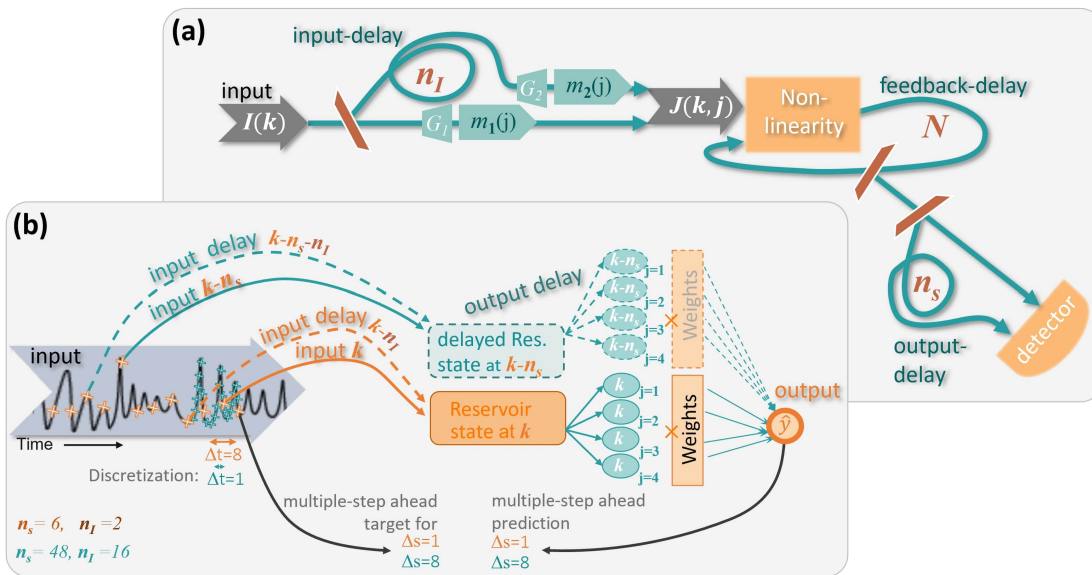 (a)
input-delay
n_I
input
I(k)
G_1
m_1(j)
G_2
m_2(j)
J(k, j)
Non-
linearity
feedback-delay
N
n_s
output-
delay
detector
(b)
input delay k-n_s-n_I
input k-n_s
input delay k-n_I
input k
input
Time
Δt=8
Discretization: Δt=1
n_s= 6, n_I=2
n_s= 48, n_I=16
output delay
delayed Res.
state at k-n_s
Reservoir
state at k
k-n_s j=1
k-n_s j=2
k-n_s j=3
k-n_s j=4
×
Weights
k j=1
k j=2
k j=3
k j=4
×
Weights
output
ŷ
multiple-step ahead
target for
Δs=1
Δs=8
multiple-step ahead
prediction
Δs=1
Δs=8